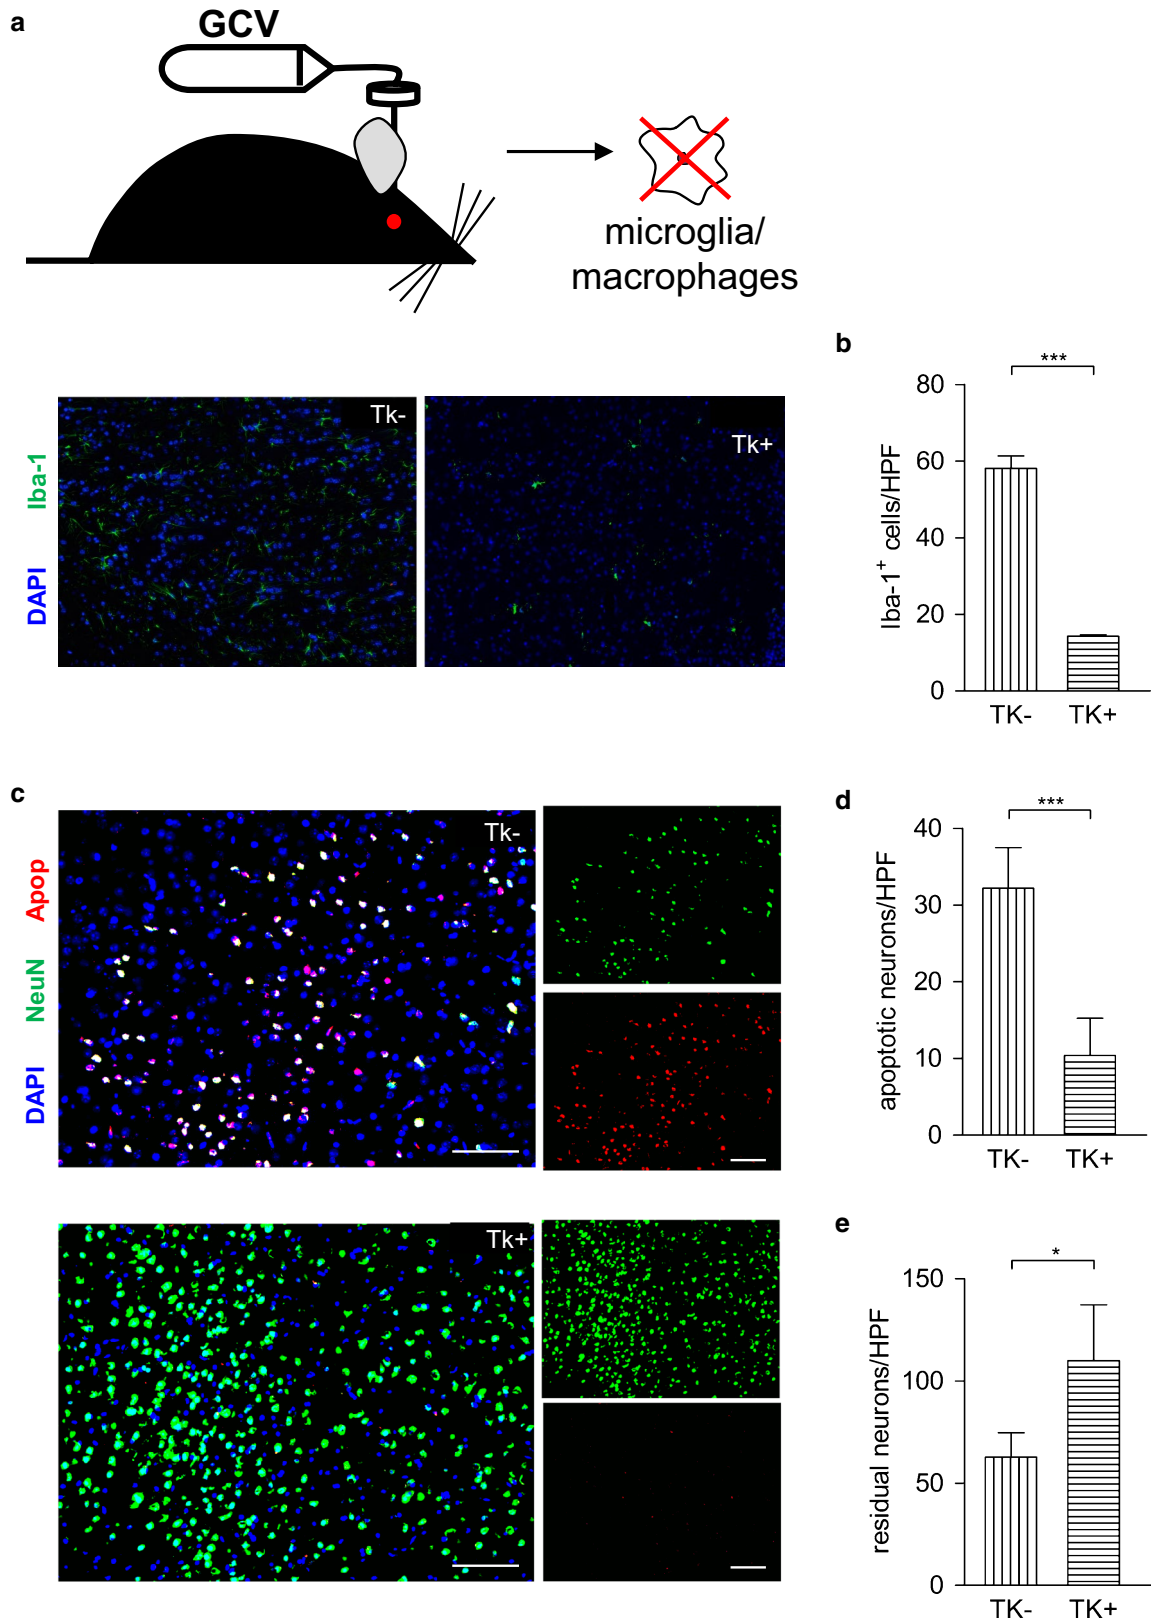 a
GCV
microglia/
macrophages
DAPI Iba-1
Tk-
Tk+
b
***
Iba-1+ cells/HPF
80
60
40
20
0
TK- TK+
c
DAPI NeuN Apop
Tk-
Tk+
d
***
apoptotic neurons/HPF
40
30
20
10
0
TK- TK+
e
*
residual neurons/HPF
150
100
50
0
TK- TK+